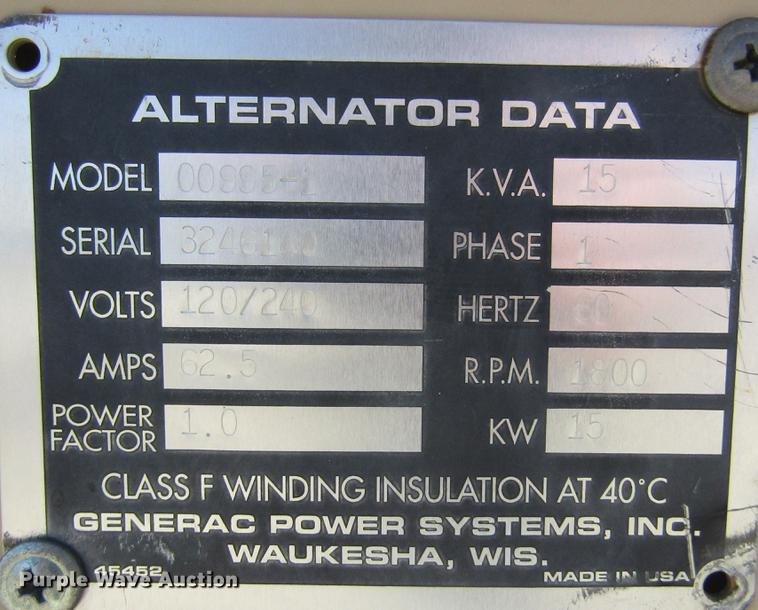 ALTERNATOR DATA
MODEL
K.V.A. 15
SERIAL
PHASE 1
VOLTS 120/240
HERTZ 60
AMPS 62.5
R.P.M. 1800
POWER FACTOR 1.0
KW 15
CLASS F WINDING INSULATION AT 40°C
GENERAC POWER SYSTEMS, INC.
WAUKESHA, WIS.
45452
MADE IN USA
Purple Wave Auction